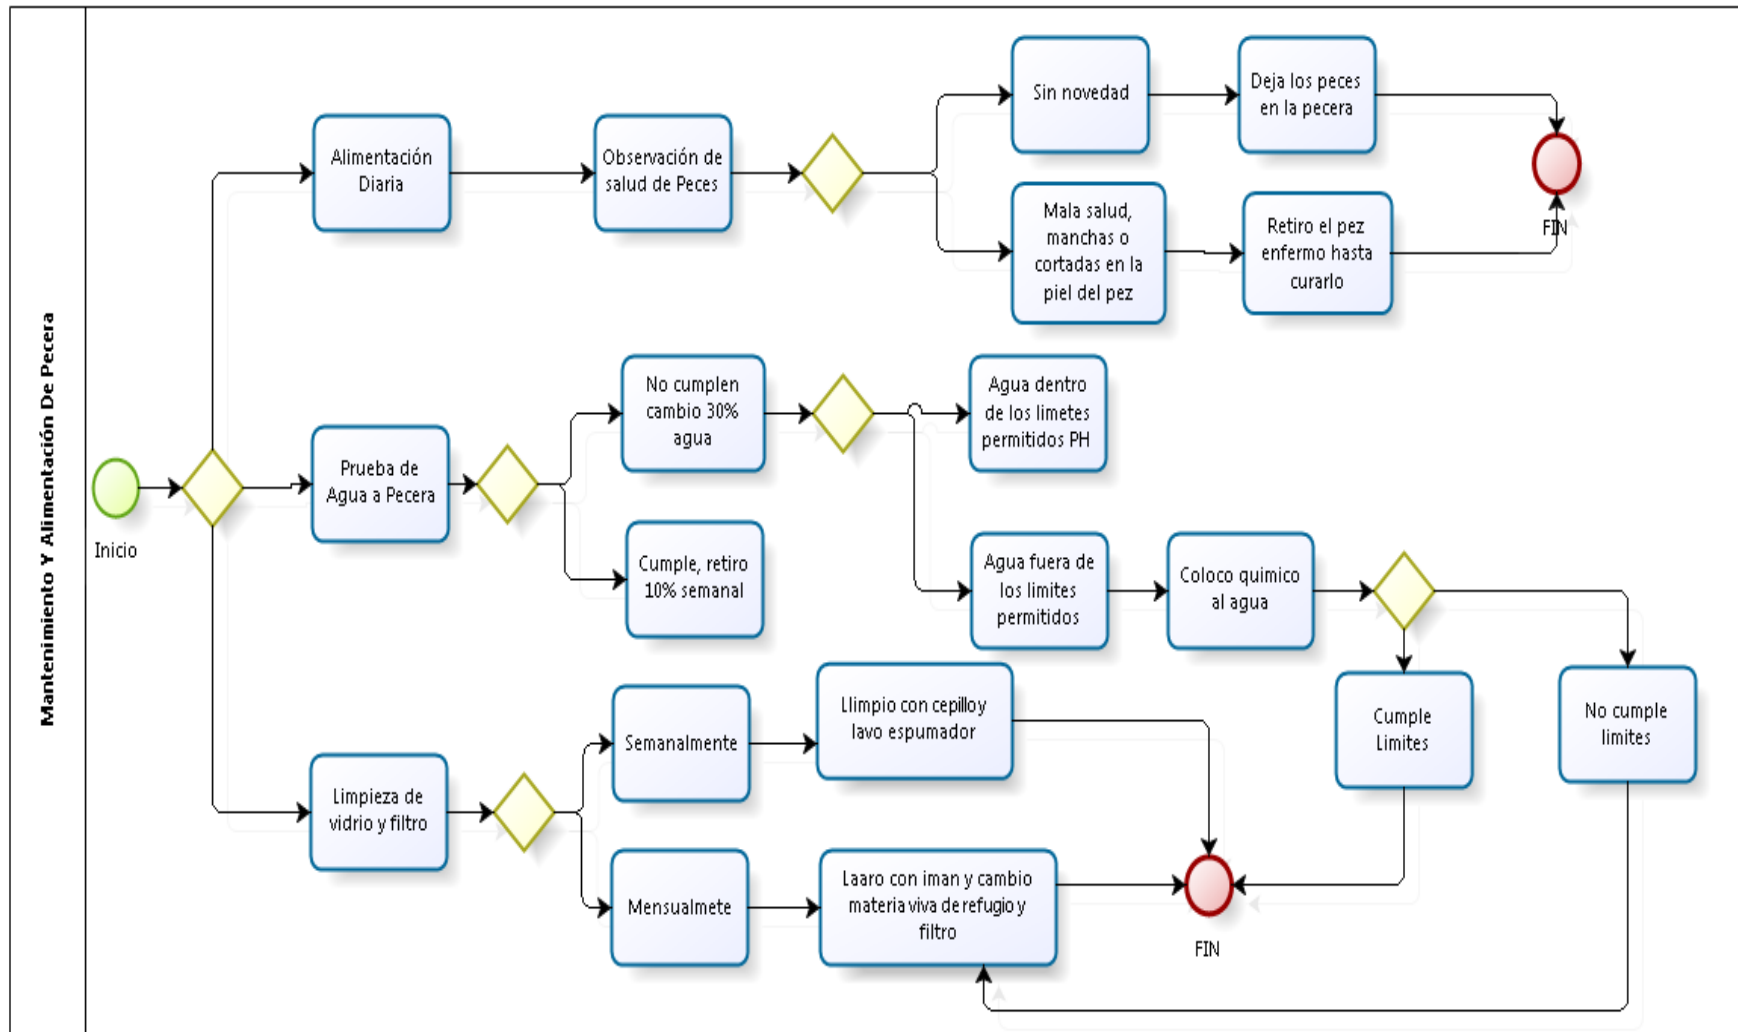 Mantenimiento Y Alimentación De Pecera
Inicio
Alimentación
Diaria
Observación de
salud de Peces
Sin novedad
Deja los peces
en la pecera
Mala salud,
manchas o
cortadas en la
piel del pez
Retiro el pez
enfermo hasta
curarlo
FIN
Prueba de
Agua a Pecera
No cumplen
cambio 30%
agua
Cumple, retiro
10% semanal
Agua dentro
de los limetes
permitidos PH
Agua fuera de
los limites
permitidos
Coloco quimico
al agua
Cumple
Limites
No cumple
limites
Limpieza de
vidrio y filtro
Semanalmente
Llimpio con cepillo y
lavo espumador
Mensualmete
Laaro con iman y cambio
materia viva de refugio y
filtro
FIN